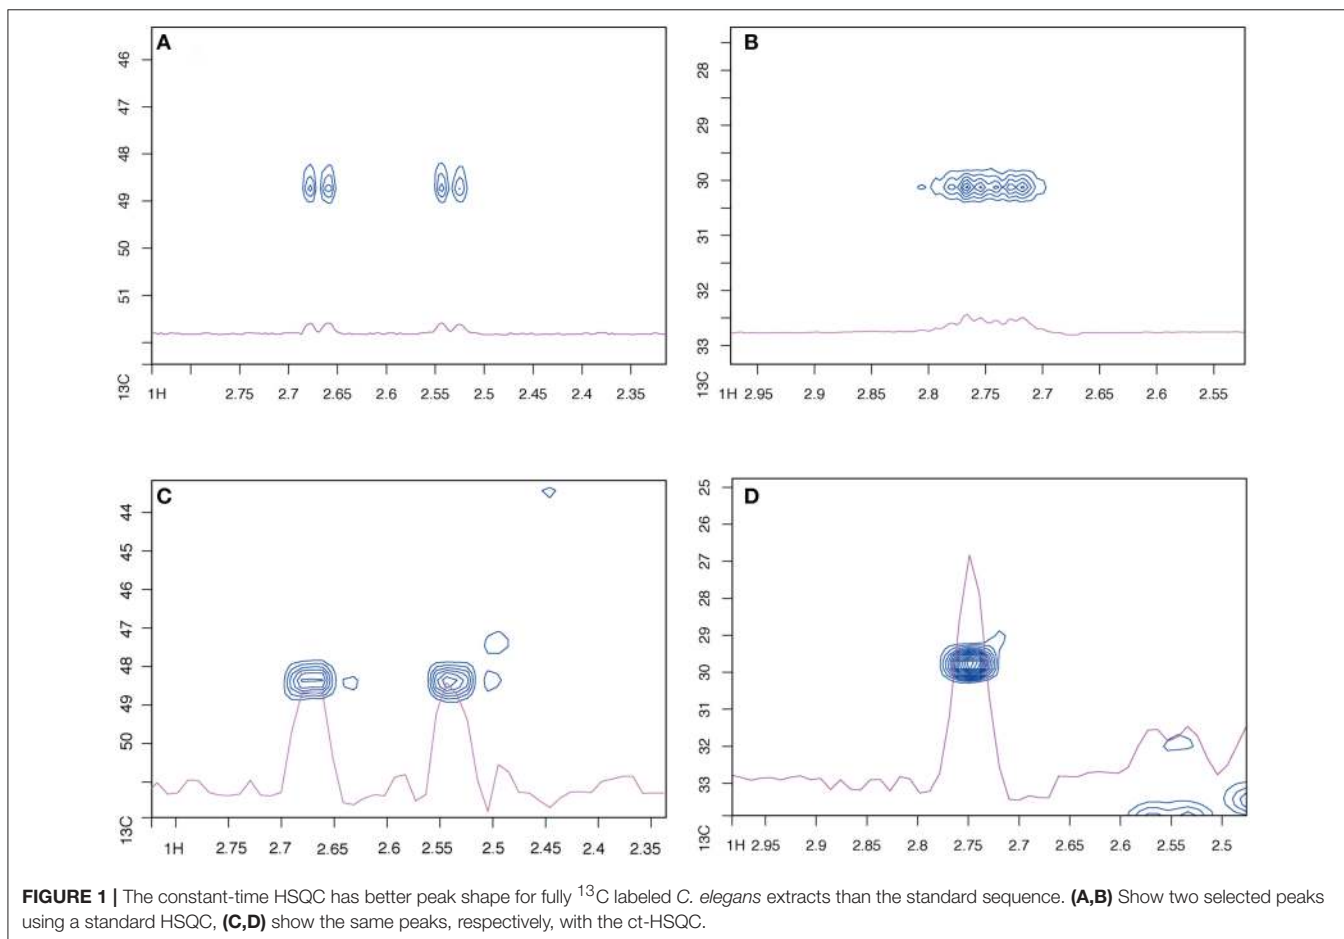 A
46
47
48
49
50
51
13C
1H 2.75 2.7 2.65 2.6 2.55 2.5 2.45 2.4 2.35
B
28
29
30
31
32
33
13C
1H 2.95 2.9 2.85 2.8 2.75 2.7 2.65 2.6 2.55
C
44
45
46
47
48
49
50
13C
1H 2.75 2.7 2.65 2.6 2.55 2.5 2.45 2.4 2.35
D
25
26
27
28
29
30
31
32
33
13C
1H 2.95 2.9 2.85 2.8 2.75 2.7 2.65 2.6 2.55 2.5
FIGURE 1 | The constant-time HSQC has better peak shape for fully ¹³C labeled C. elegans extracts than the standard sequence. (A,B) Show two selected peaks
using a standard HSQC, (C,D) show the same peaks, respectively, with the ct-HSQC.